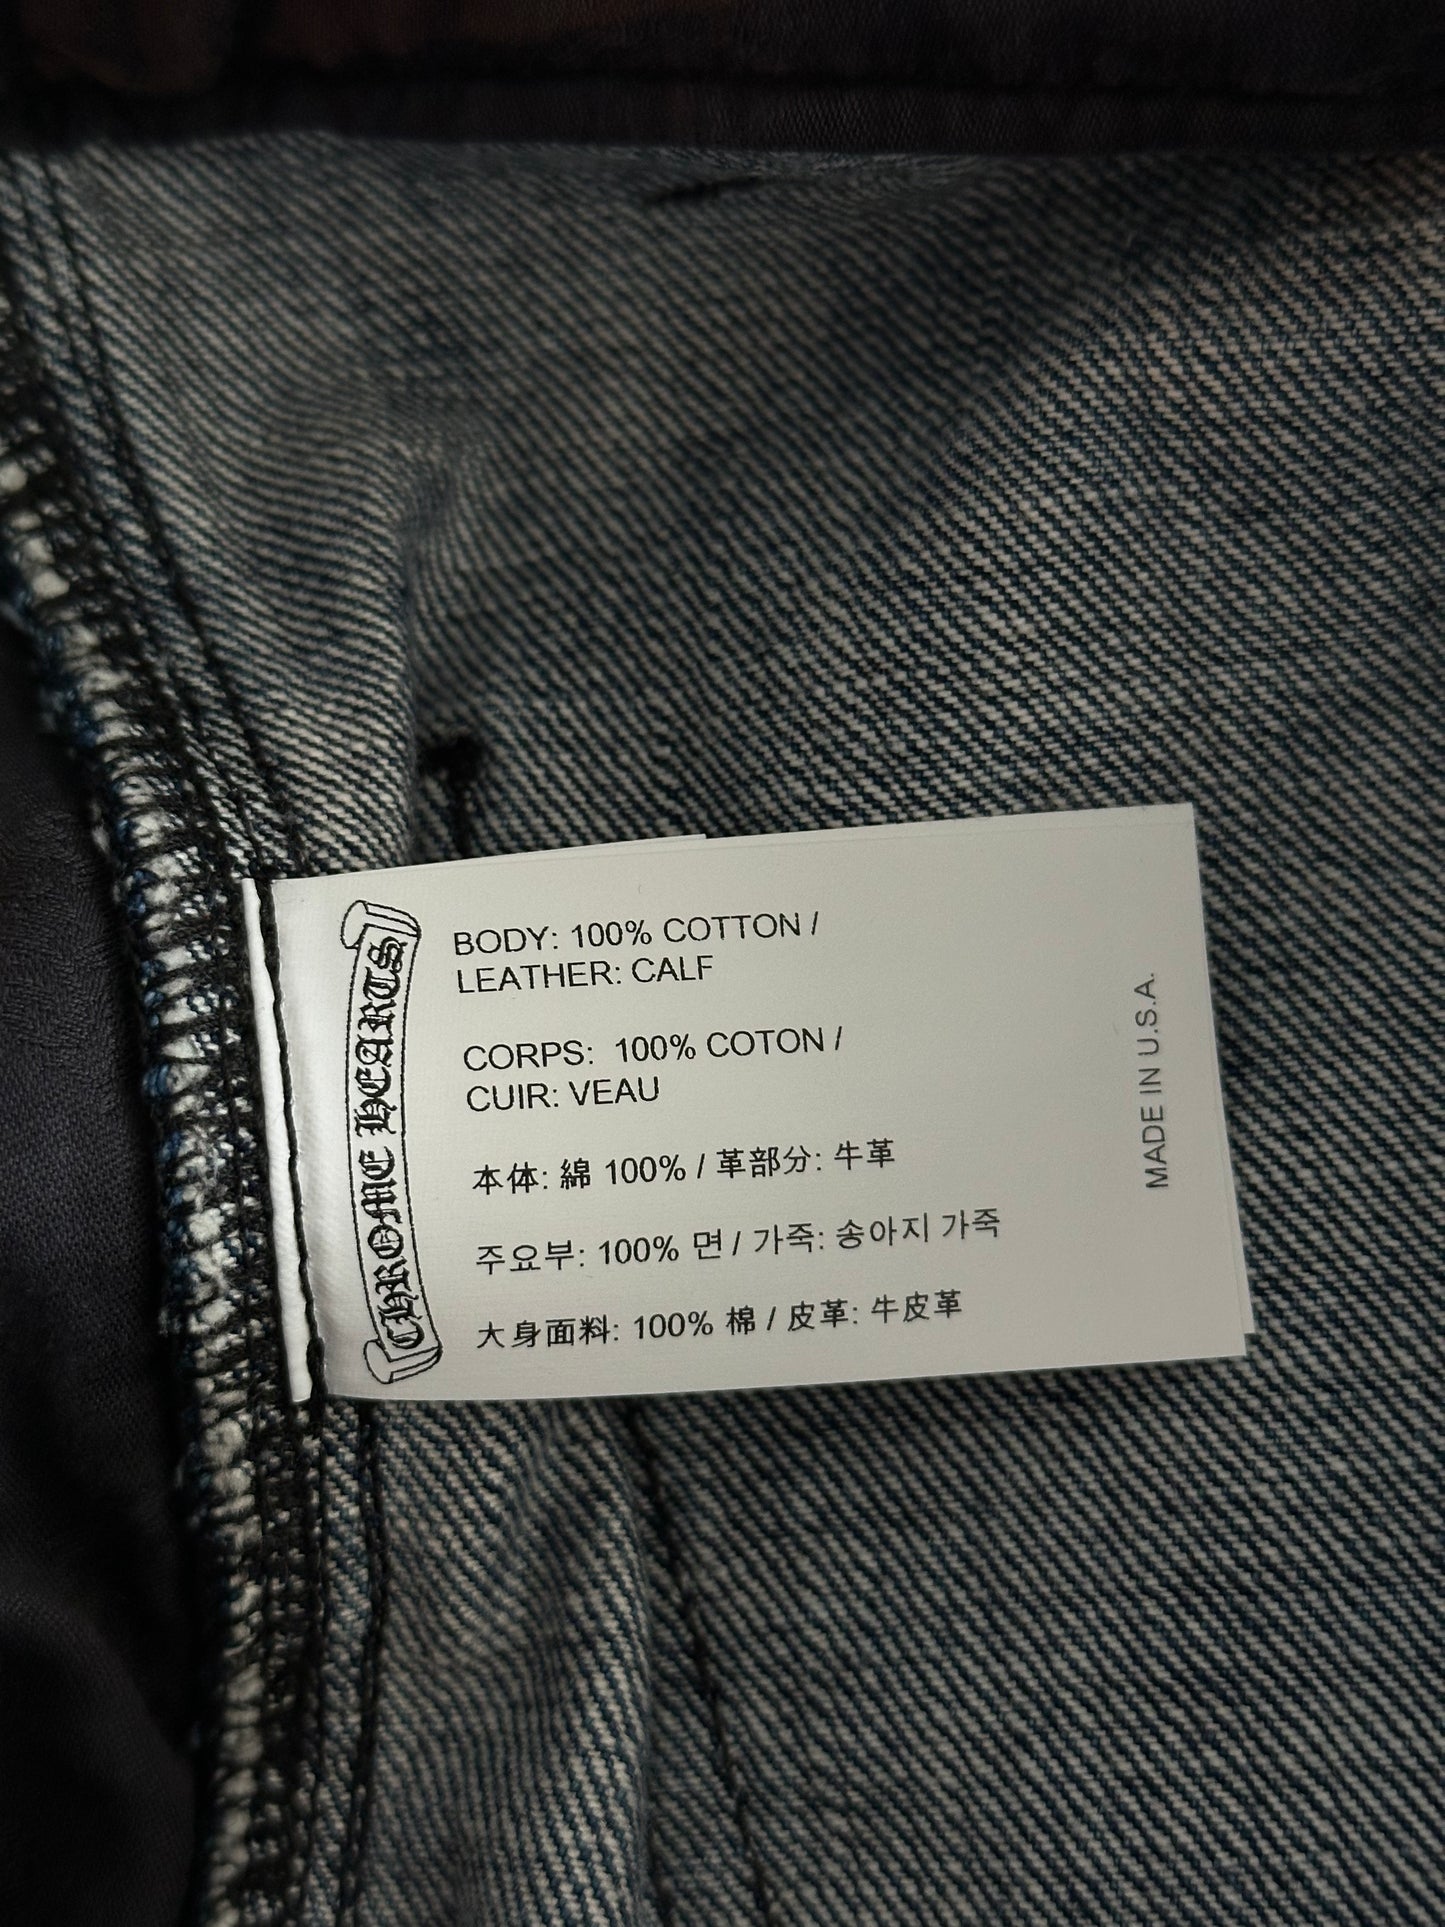 CHROME HEARTS
BODY: 100% COTTON /
LEATHER: CALF
CORPS: 100% COTON /
CUIR: VEAU
本体: 綿 100% / 革部分: 牛革
주요부: 100% 면 / 가죽: 송아지 가죽
大身面料: 100% 棉 / 皮革: 牛皮革
MADE IN U.S.A.